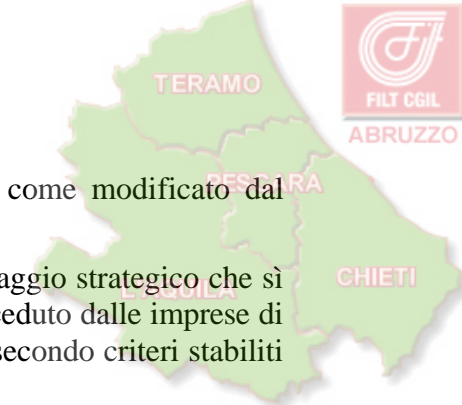 TERAMO
FILT CGIL
ABRUZZO
come modificato dal
PESCARA
aggio strategico che sì
CHIETI
L'AQUILA
eduto dalle imprese di
secondo criteri stabiliti